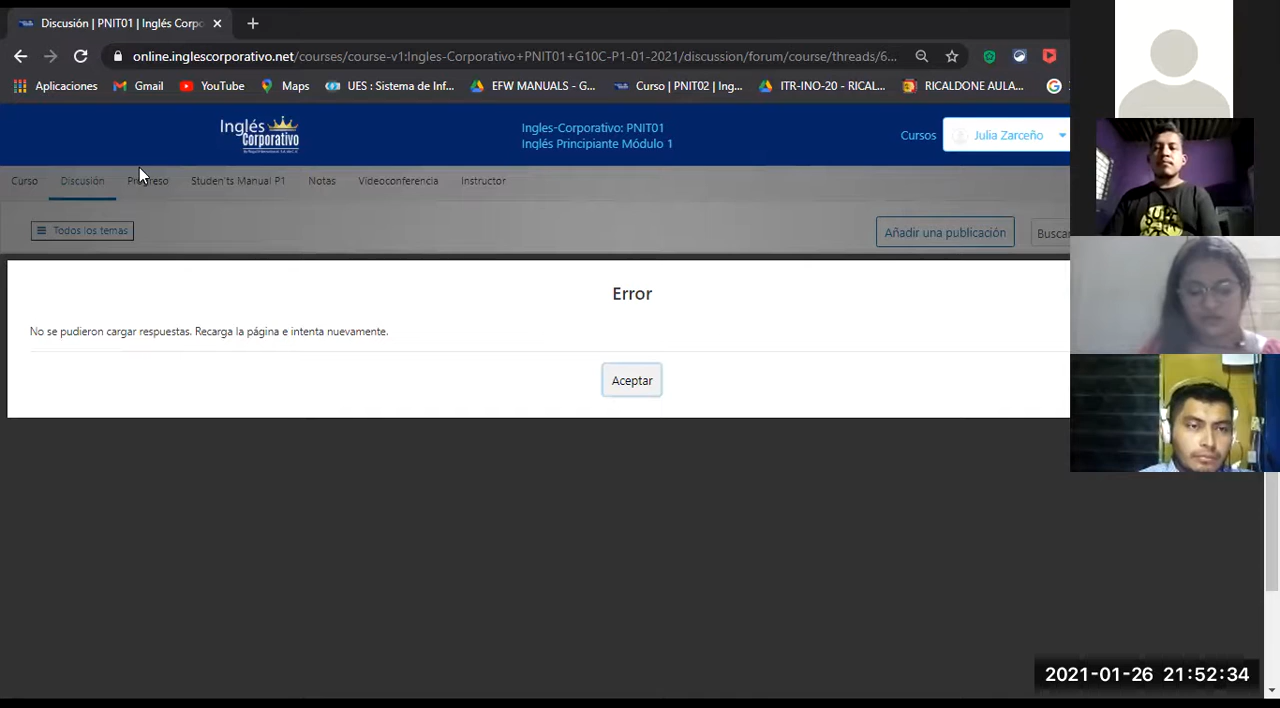 Discusión | PNIT01 | Inglés Corpo
online.inglescorporativo.net/courses/course-v1:Ingles-Corporativo+PNIT01+G10C-P1-01-2021/discussion/forum/course/threads/6...
Aplicaciones Gmail YouTube Maps UES : Sistema de Inf... EFW MANUALS - G... Curso | PNIT02 | Ing... ITR-INO-20 - RICAL... RICALDONE AULA...
Inglés
Corporativo
Ingles-Corporativo: PNIT01
Inglés Principiante Módulo 1
Cursos Julia Zarceño
Curso Discusión Progreso Studen'ts Manual P1 Notas Videoconferencia Instructor
Todos los temas Añadir una publicación Buscar
Error
No se pudieron cargar respuestas. Recarga la página e intenta nuevamente.
Aceptar
2021-01-26 21:52:34